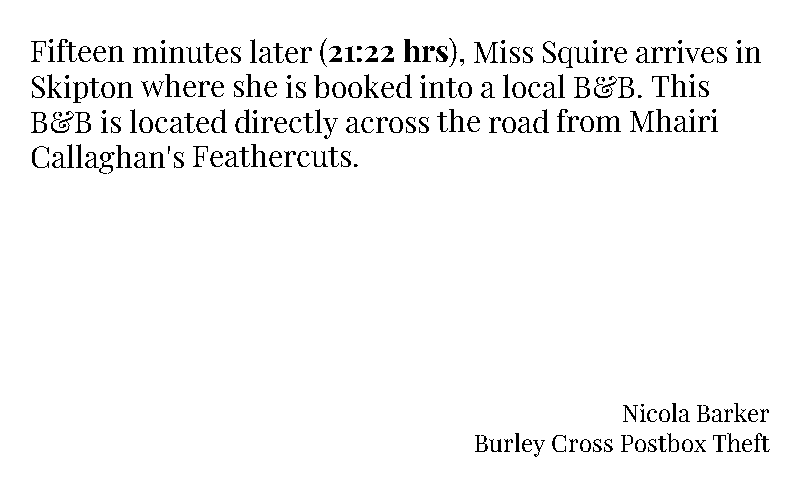 Fifteen minutes later (21:22 hrs), Miss Squire arrives in
Skipton where she is booked into a local B&B. This
B&B is located directly across the road from Mhairi
Callaghan's Feathercuts.
Nicola Barker
Burley Cross Postbox Theft